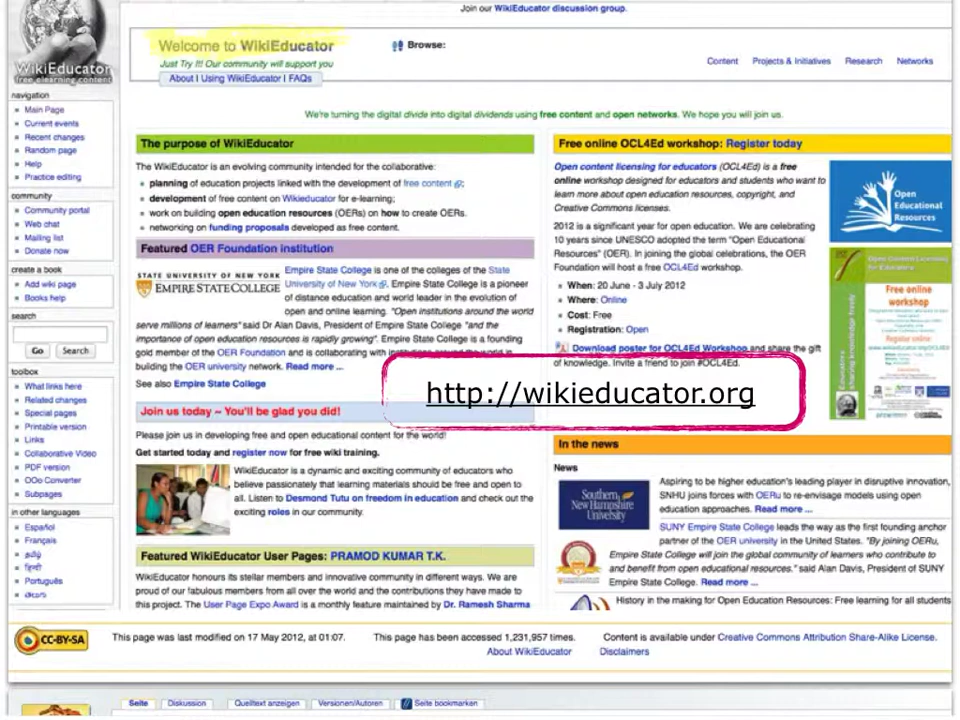 Join our WikiEducator discussion group.
WikiEducator
free elearning content
Welcome to WikiEducator
Just Try It! Our community will support you
About | Using WikiEducator | FAQs
Browse:
Content Projects & Initiatives Research Networks
We're turning the digital divide into digital dividends using free content and open networks. We hope you will join us.
navigation
Main Page
Current events
Recent changes
Random page
Help
Practice editing
community
Community portal
Web chat
Mailing list
Donate now
create a book
Add wiki page
Books help
search
Go Search
toolbox
What links here
Related changes
Special pages
Printable version
Links
Collaborative Video
PDF version
OOo Converter
Subpages
in other languages
Español
Français
தமிழ்
हिन्दी
Português
తెలుగు
The purpose of WikiEducator
The WikiEducator is an evolving community intended for the collaborative:
planning of education projects linked with the development of free content;
development of free content on Wikieducator for e-learning;
work on building open education resources (OERs) on how to create OERs.
networking on funding proposals developed as free content.
Featured OER Foundation institution
STATE UNIVERSITY OF NEW YORK
EMPIRE STATE COLLEGE
Empire State College is one of the colleges of the State
University of New York. Empire State College is a pioneer
of distance education and world leader in the evolution of
open and online learning. "Open institutions around the world
serve millions of learners" said Dr Alan Davis, President of Empire State College "and the
importance of open education resources is rapidly growing". Empire State College is a founding
gold member of the OER Foundation and is collaborating with institutions around the world in
building the OER university network. Read more ...
See also Empire State College
http://wikieducator.org
Join us today ~ You'll be glad you did!
Please join us in developing free and open educational content for the world!
Get started today and register now for free wiki training.
WikiEducator is a dynamic and exciting community of educators who
believe passionately that learning materials should be free and open to
all. Listen to Desmond Tutu on freedom in education and check out the
exciting roles in our community.
Featured WikiEducator User Pages: PRAMOD KUMAR T.K.
WikiEducator honours its stellar members and innovative community in different ways. We are
proud of our fabulous members from all over the world and the contributions they have made to
this project. The User Page Expo Award is a monthly feature maintained by Dr. Ramesh Sharma
Free online OCL4Ed workshop: Register today
Open content licensing for educators (OCL4Ed) is a free
online workshop designed for educators and students who want to
learn more about open education resources, copyright, and
Creative Commons licenses.
2012 is a significant year for open education. We are celebrating
10 years since UNESCO adopted the term "Open Educational
Resources" (OER). In joining the global celebrations, the OER
Foundation will host a free OCL4Ed workshop.
When: 20 June - 3 July 2012
Where: Online
Cost: Free
Registration: Open
Download poster for OCL4Ed Workshop and share the gift
of knowledge. Invite a friend to join #OCL4Ed.
Open
Educational
Resources
Open Content Licensing
for Educators
Free online
workshop
Register online
Educators
sharing knowledge freely
In the news
News
Southern
New Hampshire
University
Aspiring to be higher education's leading player in disruptive innovation,
SNHU joins forces with OERu to re-envisage models using open
education approaches. Read more ...
SUNY Empire State College leads the way as the first founding anchor
partner of the OER university in the United States. "By joining OERu,
Empire State College will join the global community of learners who contribute to
and benefit from open educational resources." said Alan Davis, President of SUNY
Empire State College. Read more ...
History in the making for Open Education Resources: Free learning for all students
CC-BY-SA
This page was last modified on 17 May 2012, at 01:07. This page has been accessed 1,231,957 times. Content is available under Creative Commons Attribution Share-Alike License.
About WikiEducator Disclaimers
Seite Diskussion Quelltext anzeigen Versionen/Autoren Seite bookmarken